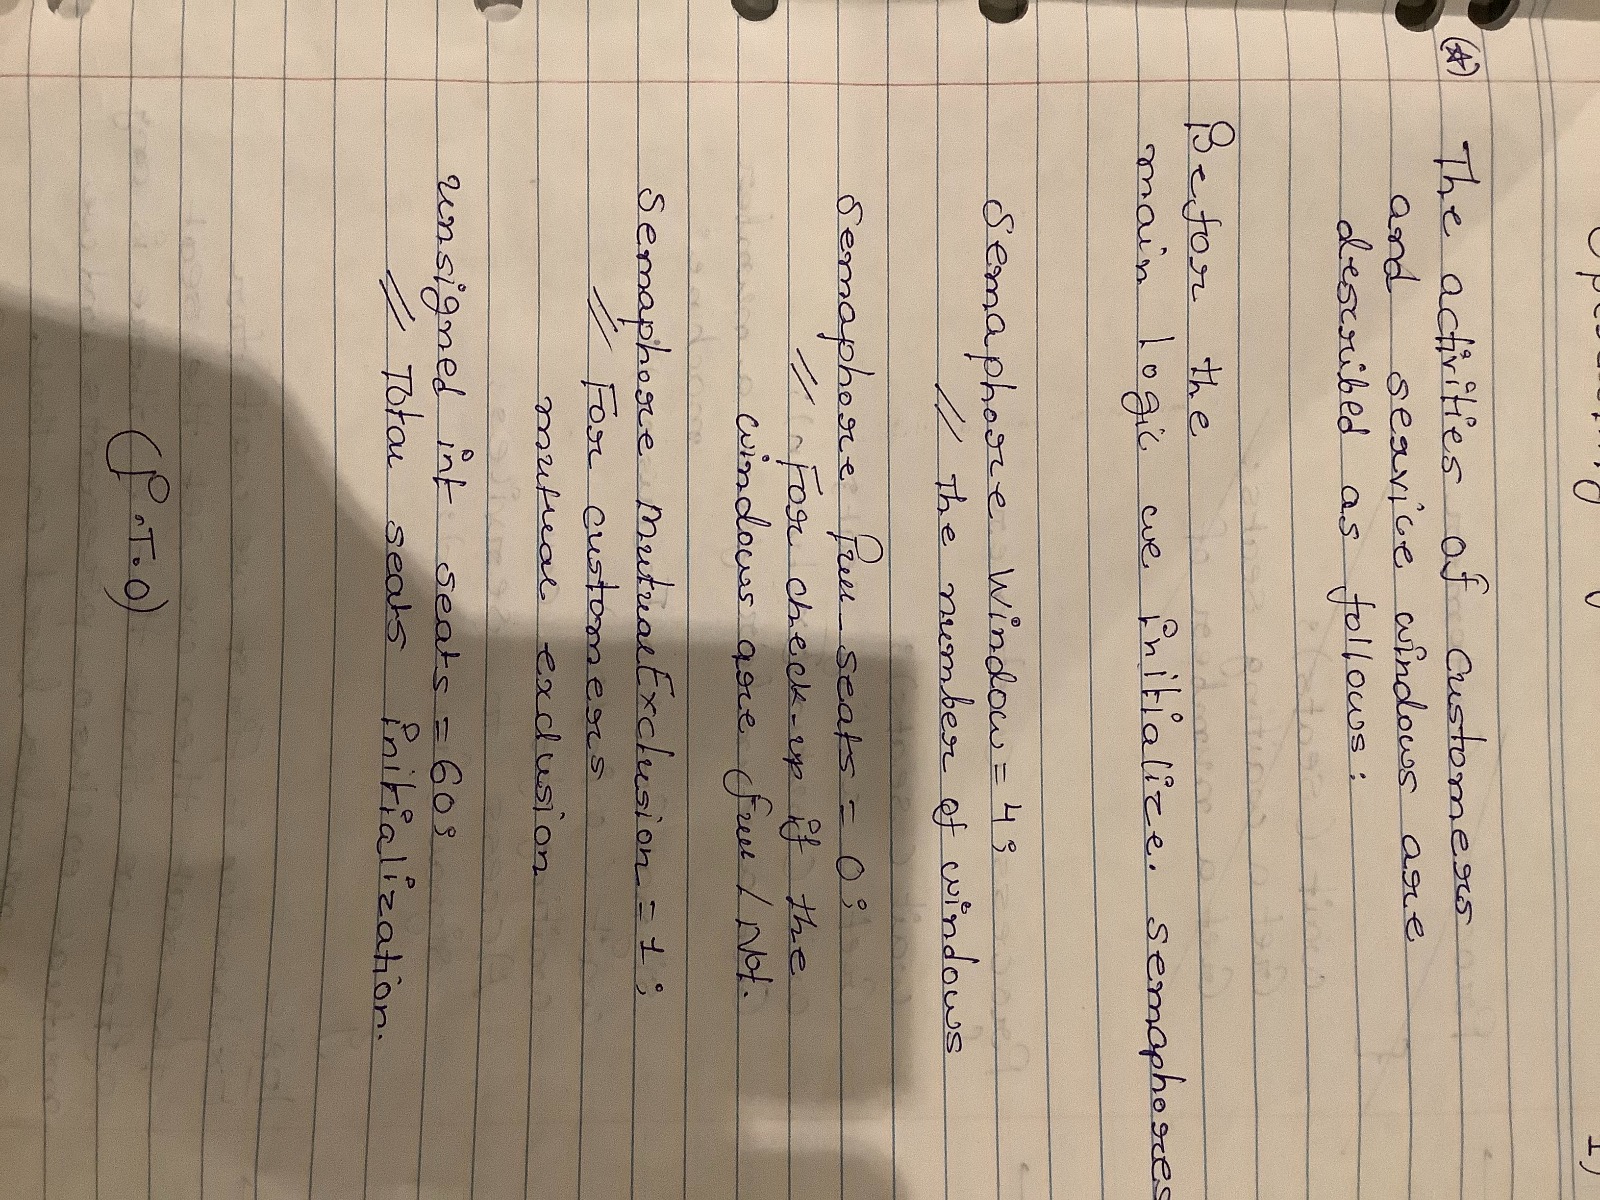 Operating
1)
(☆) The activities of customers
and service windows are
described as follows:
Befor the
main logic we initialize. semaphores
Semaphore Window = 4;
// The number of windows
Semaphore free_seats = 0;
// For check-up if the
windows are free / Not.
Semaphore MutualExclusion = 1;
// For customers
mutual exclusion
unsigned int seats = 60;
// Total seats initialization.
(P.T.O)